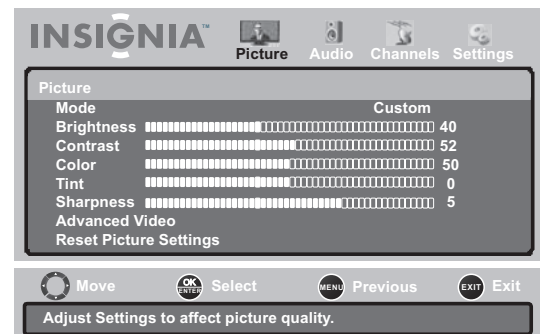 INSIGNIA™
Picture Audio Channels Settings
Picture
Mode Custom
Brightness 40
Contrast 52
Color 50
Tint 0
Sharpness 5
Advanced Video
Reset Picture Settings
Move OK ENTER Select MENU Previous EXIT Exit
Adjust Settings to affect picture quality.